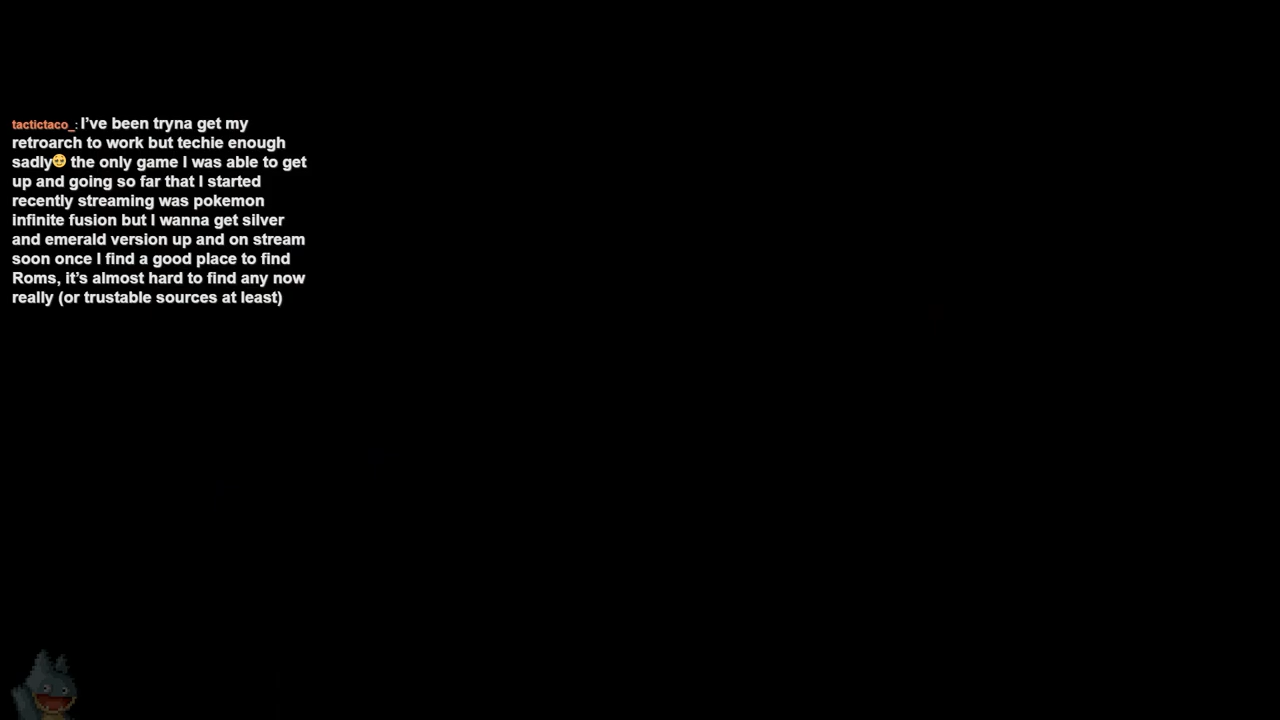 tactictaco_: I’ve been tryna get my
retroarch to work but techie enough
sadly🥲 the only game I was able to get
up and going so far that I started
recently streaming was pokemon
infinite fusion but I wanna get silver
and emerald version up and on stream
soon once I find a good place to find
Roms, it’s almost hard to find any now
really (or trustable sources at least)